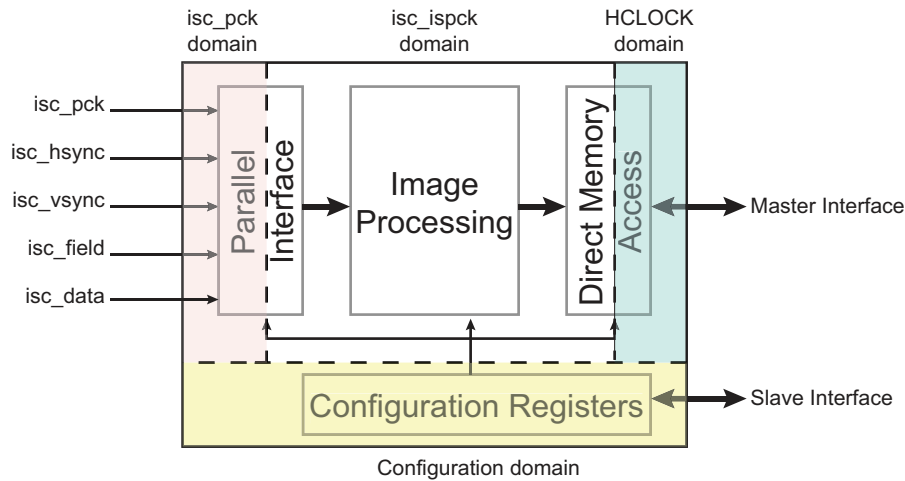 isc_pck
domain
isc_ispck
domain
HCLOCK
domain
isc_pck
isc_hsync
isc_vsync
isc_field
isc_data
Parallel
Interface
Image
Processing
Direct Memory
Access
Master Interface
Configuration Registers
Slave Interface
Configuration domain